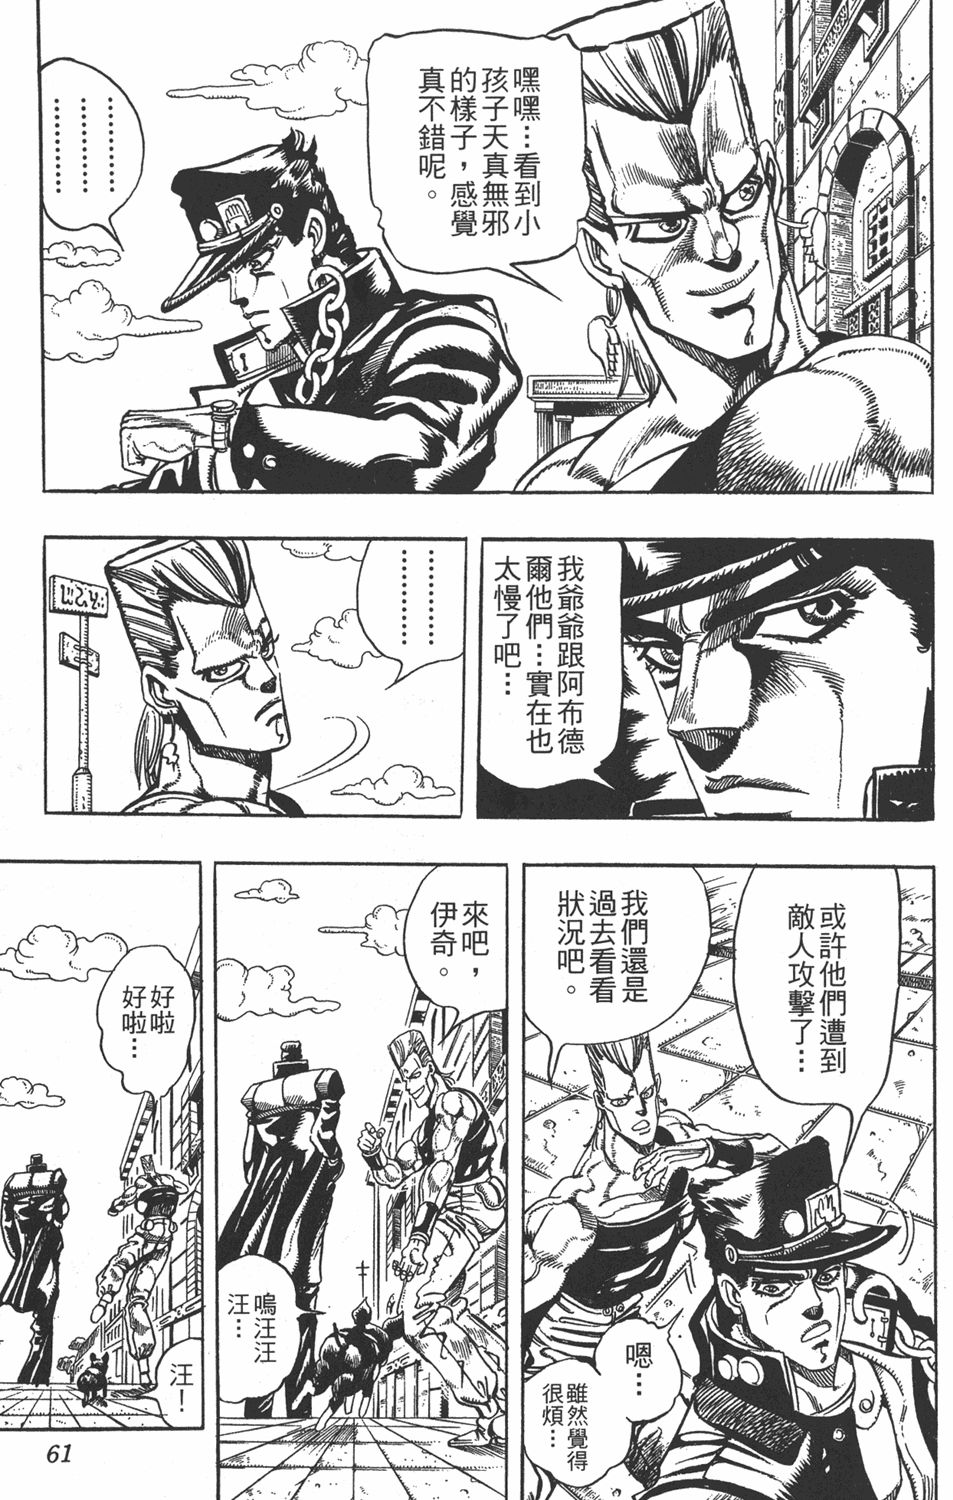 嘿嘿…看到小
孩子天真無邪
的樣子，感覺
真不錯呢。
…………
…………
我爺爺跟阿布德
爾他們…實在也
太慢了吧…
…………
…………
或許他們遭到
敵人攻擊了…
我們還是
過去看看
狀況吧。
嗯…
雖然覺得
很煩…
來吧，
伊奇。
嗚汪汪
汪…
好啦
好啦…
汪！
61